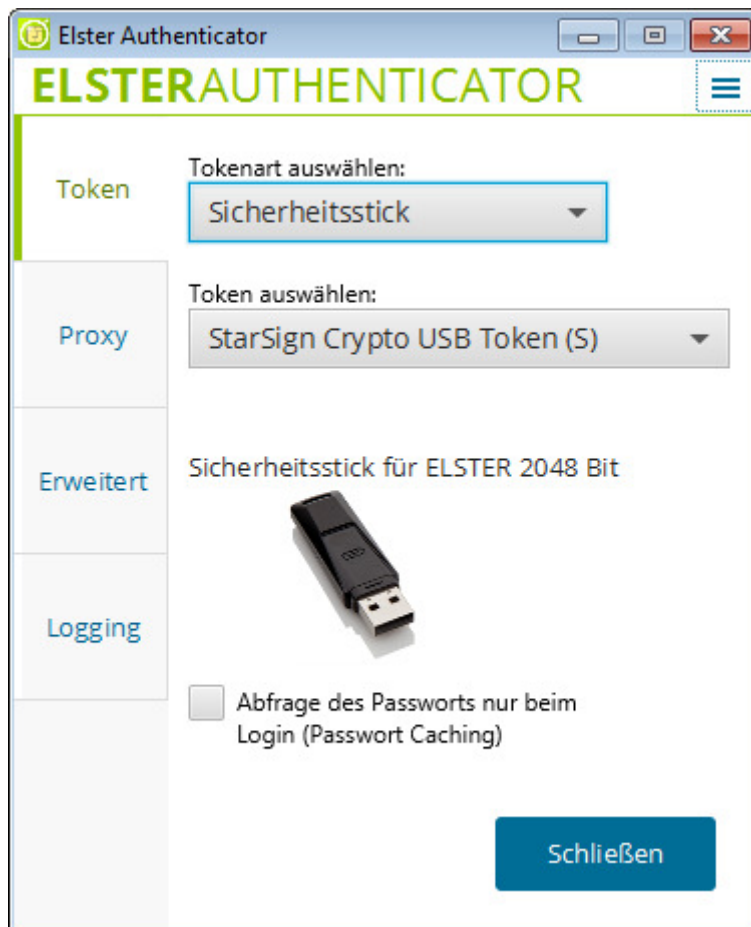 Elster Authenticator
ELSTERAUTHENTICATOR
Token
Tokenart auswählen:
Sicherheitsstick
Token auswählen:
Proxy
StarSign Crypto USB Token (S)
Erweitert
Sicherheitsstick für ELSTER 2048 Bit
Logging
Abfrage des Passworts nur beim
Login (Passwort Caching)
Schließen